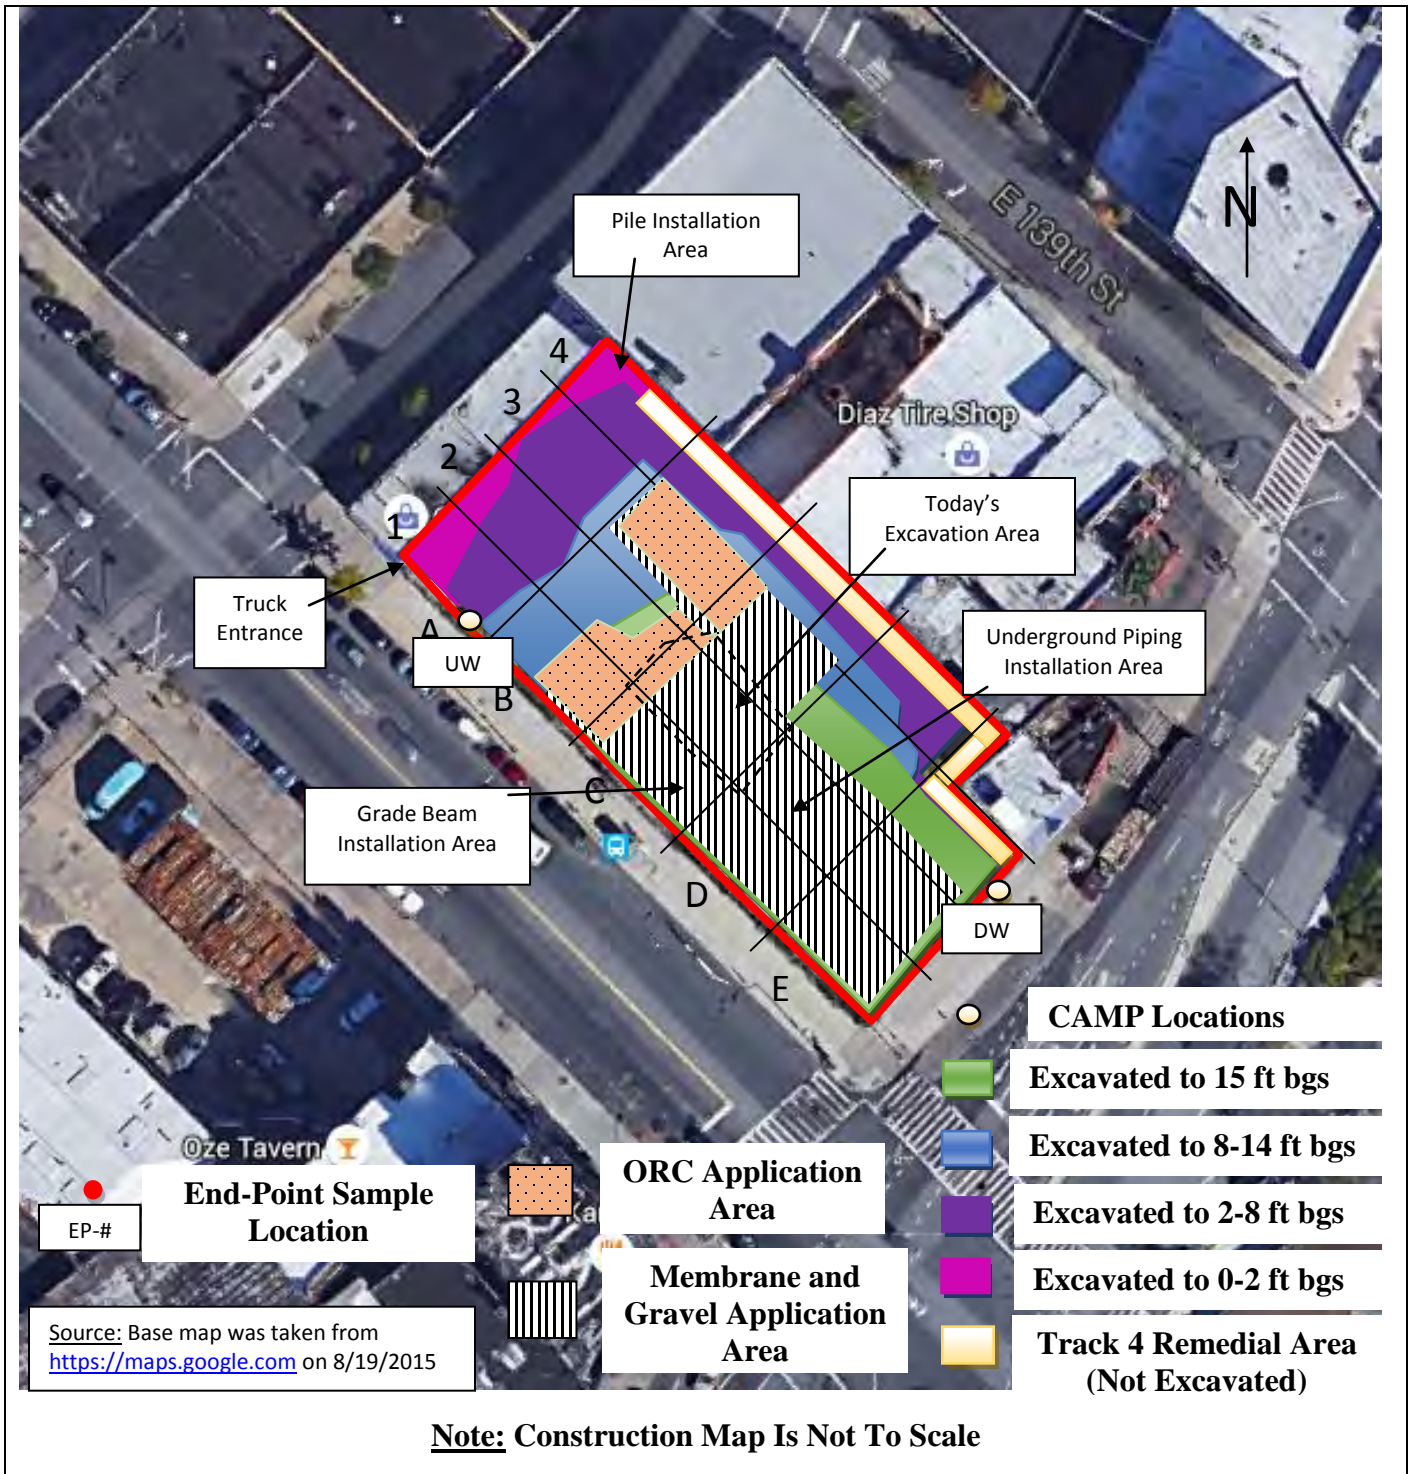 N
E 139th St
Pile Installation
Area
4
3
2
1
Diaz Tire Shop
Today's
Excavation Area
Truck
Entrance
Underground Piping
Installation Area
A
UW
B
C
Grade Beam
Installation Area
D
DW
E
CAMP Locations
Excavated to 15 ft bgs
Excavated to 8-14 ft bgs
Excavated to 2-8 ft bgs
Excavated to 0-2 ft bgs
Track 4 Remedial Area
(Not Excavated)
Oze Tavern
ORC Application
Area
End-Point Sample
Location
EP-#
Membrane and
Gravel Application
Area
Source: Base map was taken from
https://maps.google.com on 8/19/2015
Note: Construction Map Is Not To Scale